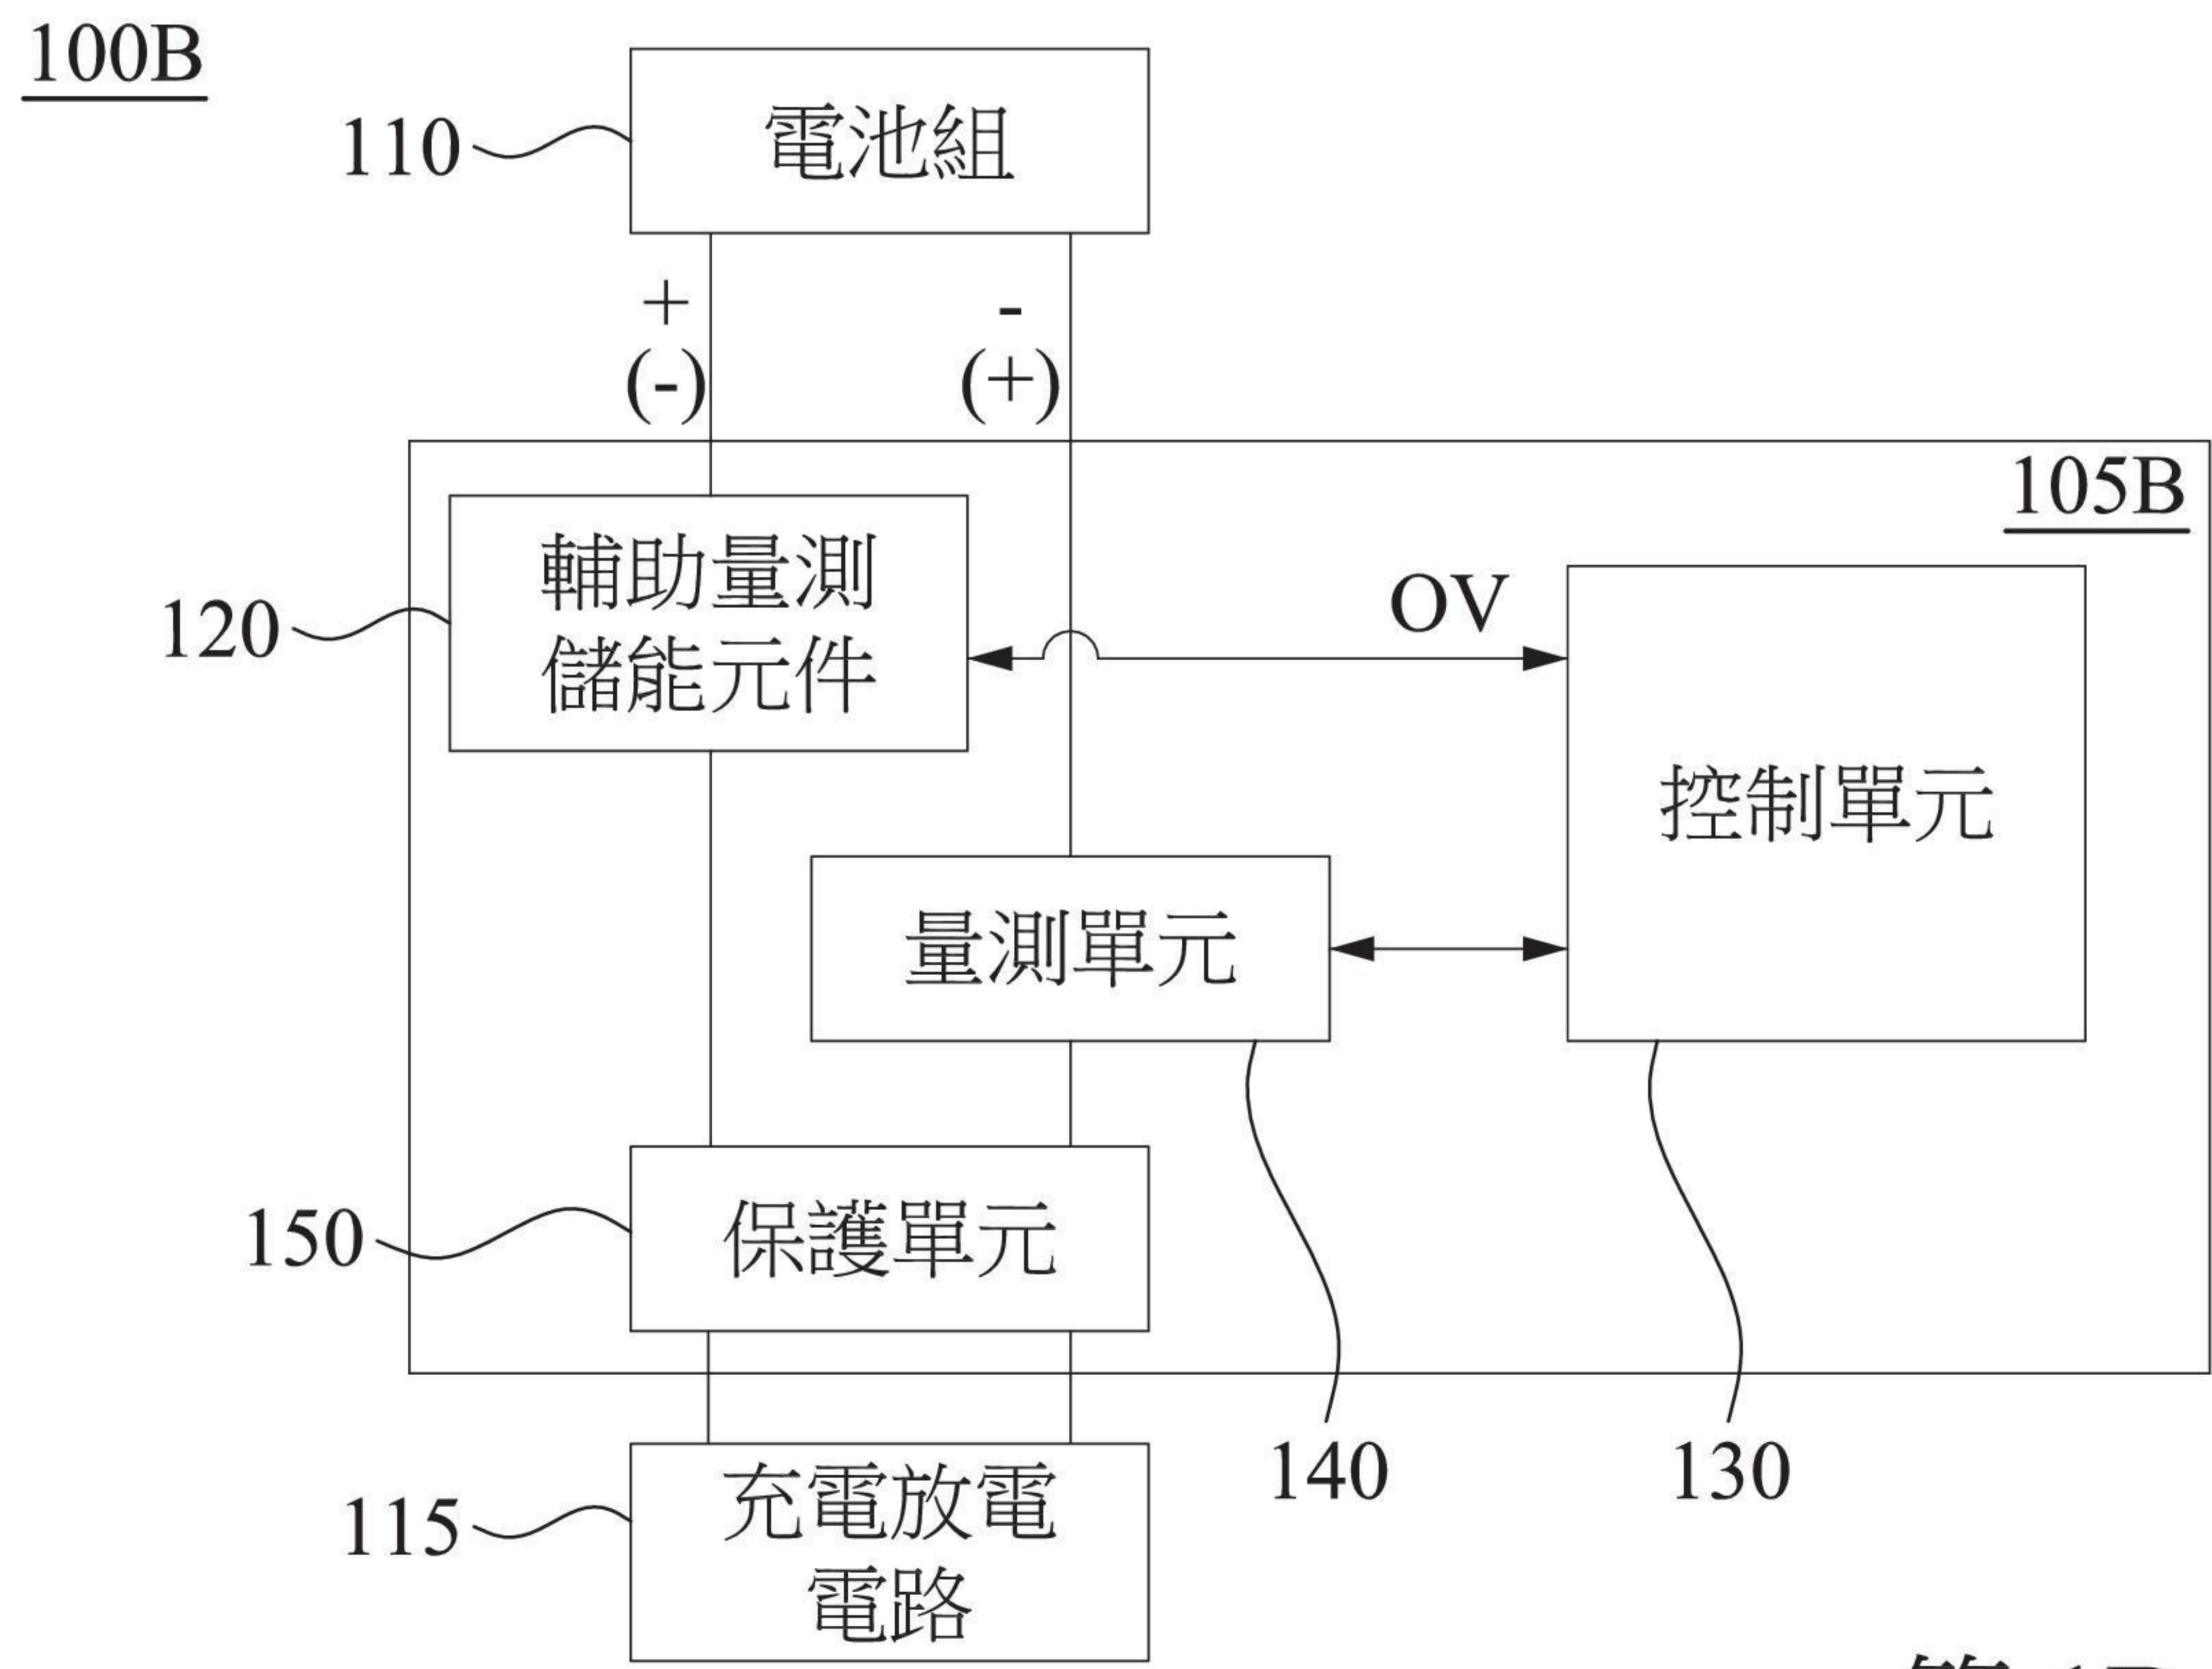 100B
110
電池組
+
-
(-)
(+)
105B
120
輔助量測
儲能元件
OV
控制單元
量測單元
150
保護單元
140
130
115
充電放電
電路